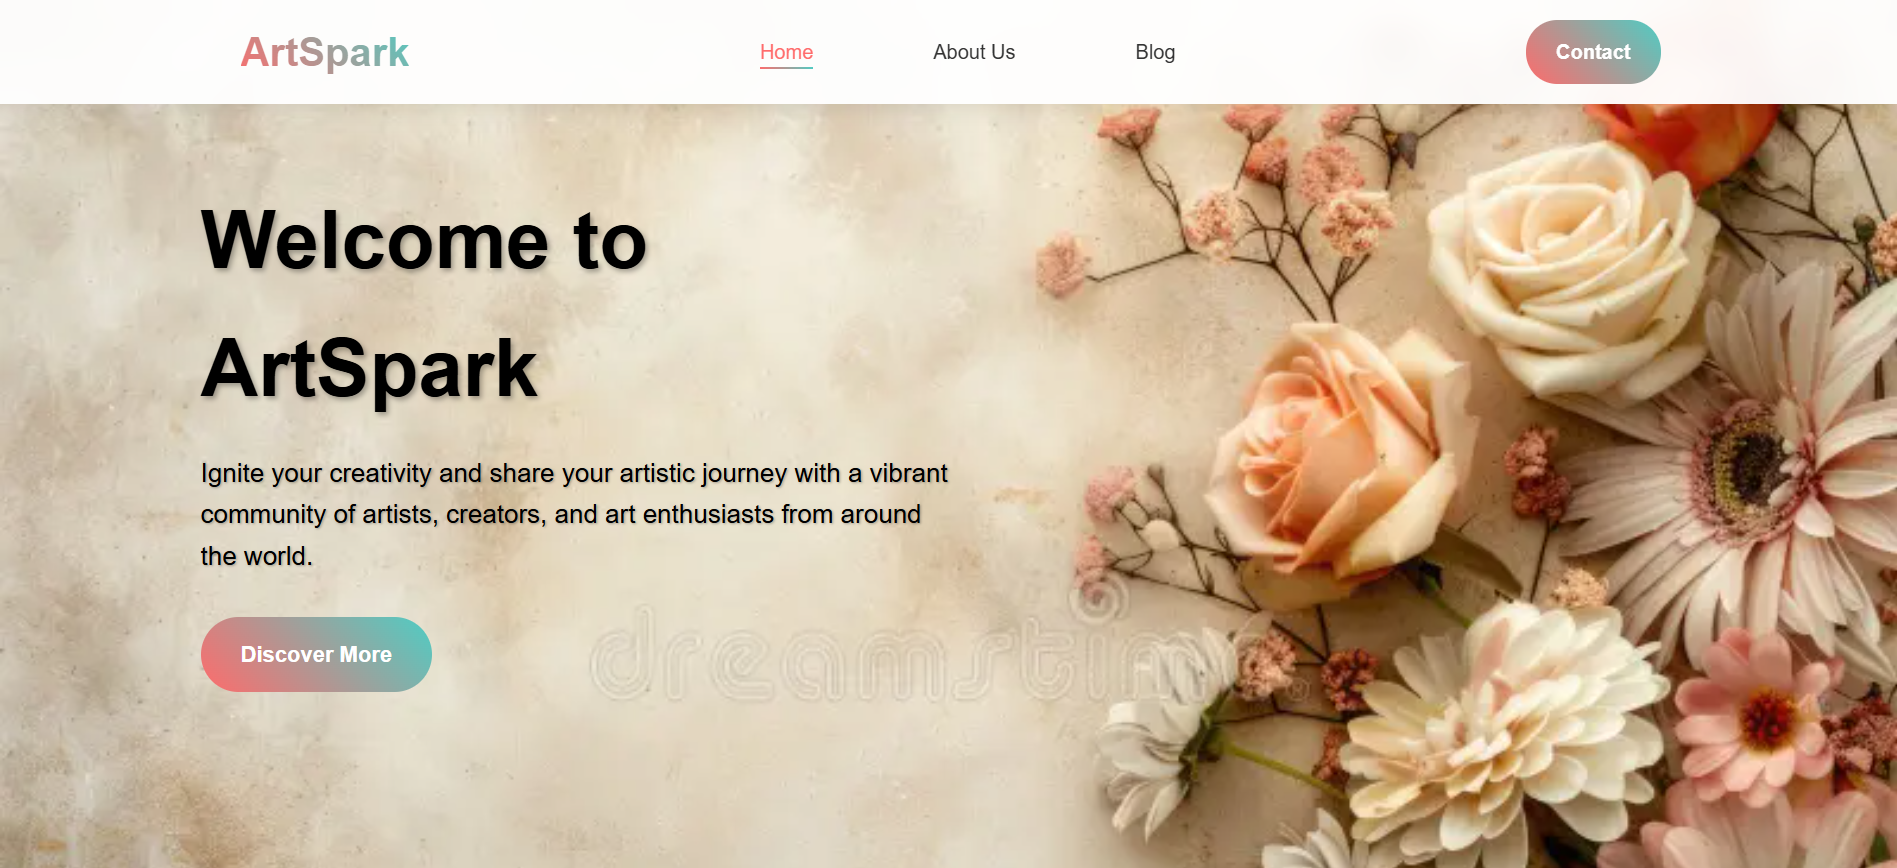 ArtSpark
Home
About Us
Blog
Contact
Welcome to
ArtSpark
Ignite your creativity and share your artistic journey with a vibrant
community of artists, creators, and art enthusiasts from around
the world.
Discover More
dreamstime